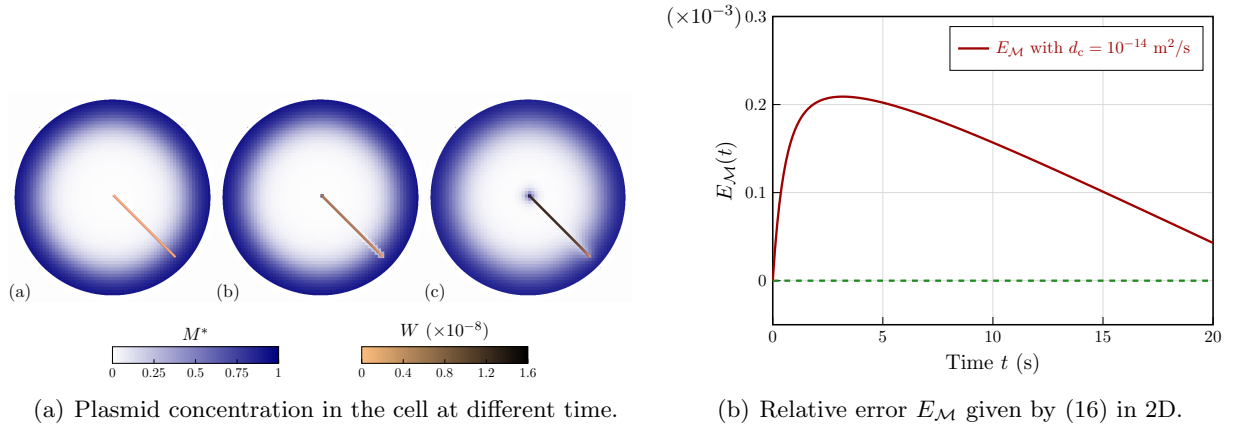 (a)
(b)
(c)
M*
0 0.25 0.5 0.75 1
W (×10⁻⁸)
0 0.4 0.8 1.2 1.6
(a) Plasmid concentration in the cell at different time.
(×10⁻³)
0.3
0.2
0.1
0
E_ℳ(t)
E_ℳ with d_c = 10⁻¹⁴ m²/s
0 5 10 15 20
Time t (s)
(b) Relative error E_ℳ given by (16) in 2D.